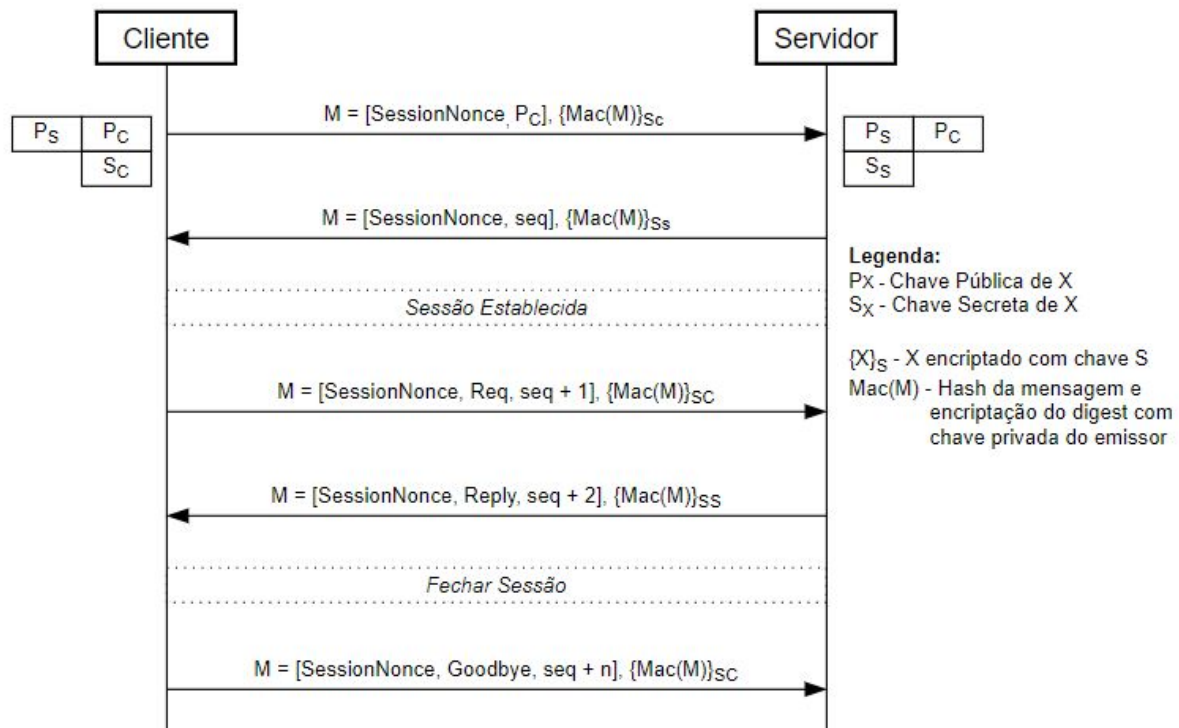 Cliente
Servidor
M = [SessionNonce, PC], {Mac(M)}Sc
PS PC
SC
PS PC
SS
M = [SessionNonce, seq], {Mac(M)}Ss
Legenda:
PX - Chave Pública de X
SX - Chave Secreta de X
Sessão Establecida
{X}S - X encriptado com chave S
M = [SessionNonce, Req, seq + 1], {Mac(M)}SC
Mac(M) - Hash da mensagem e
encriptação do digest com
chave privada do emissor
M = [SessionNonce, Reply, seq + 2], {Mac(M)}SS
Fechar Sessão
M = [SessionNonce, Goodbye, seq + n], {Mac(M)}SC